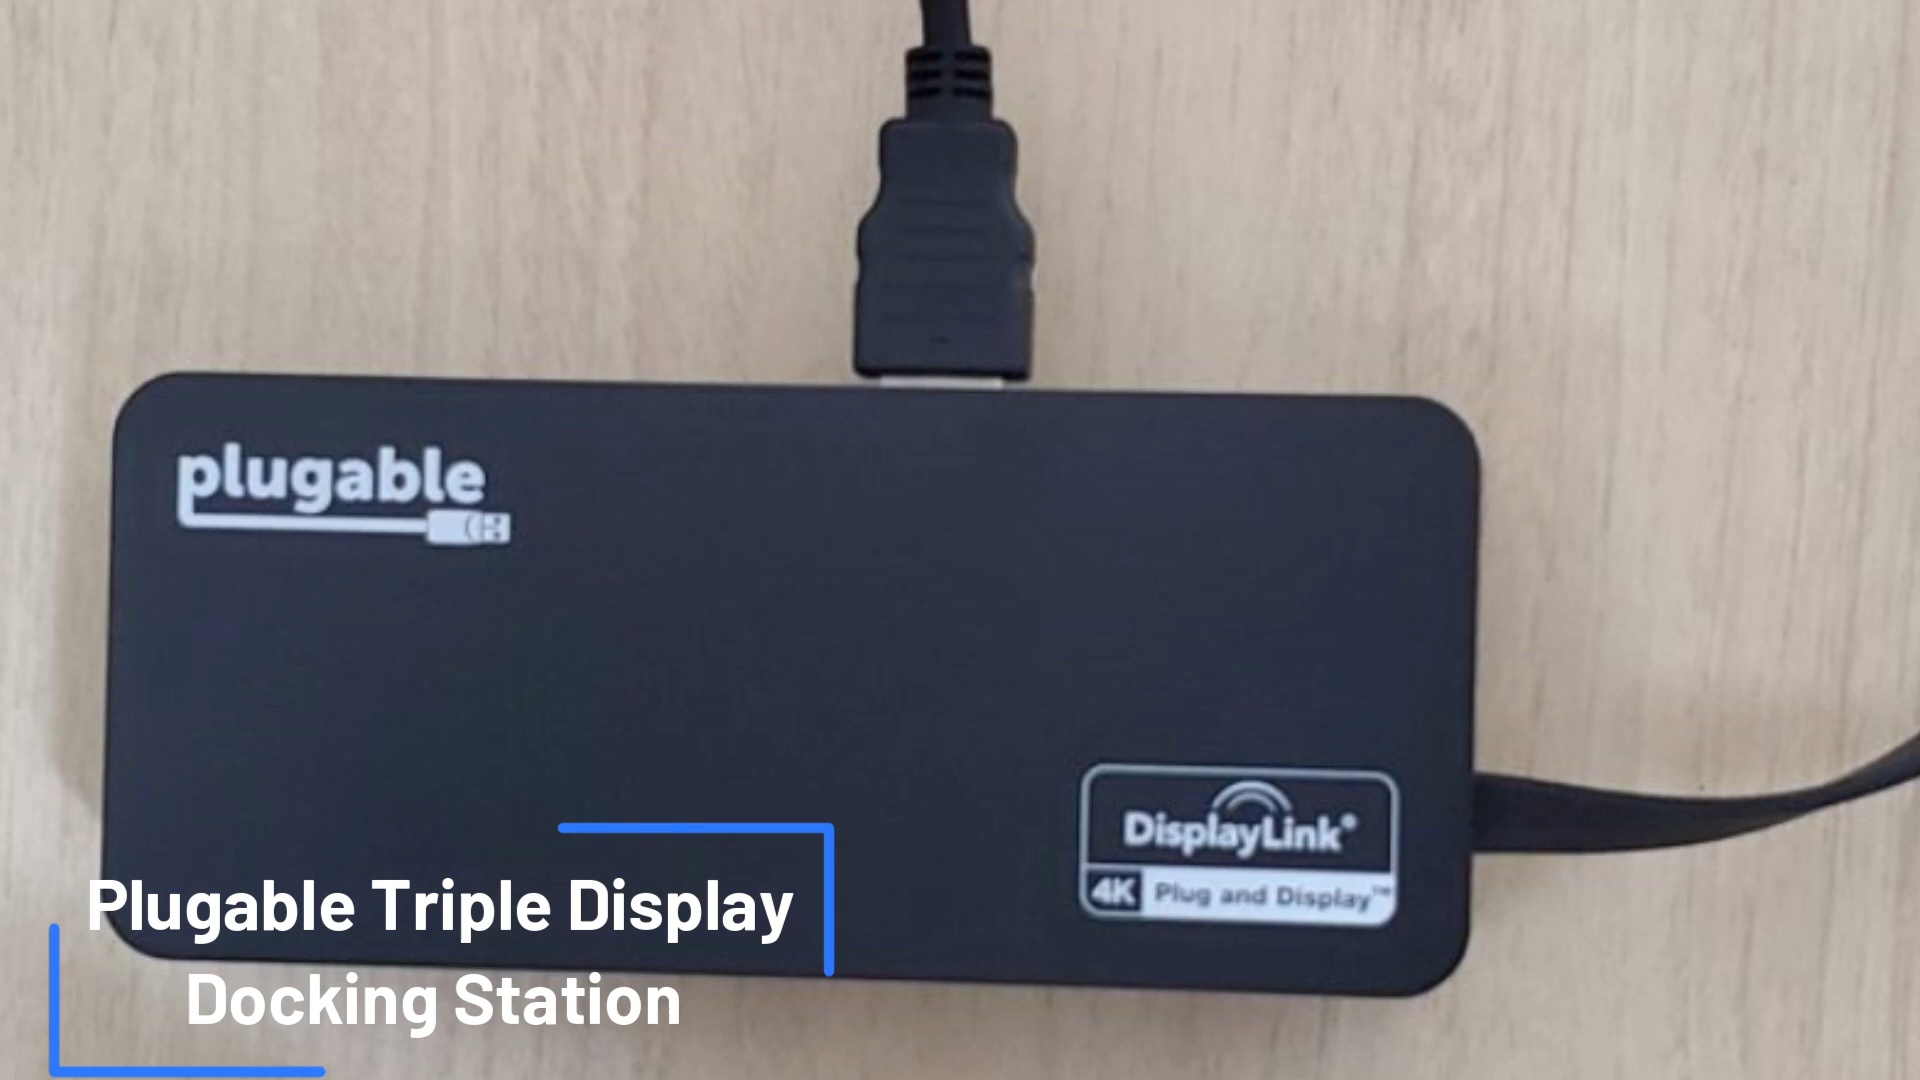 plugable
DisplayLink®
4K Plug and Display™
Plugable Triple Display
Docking Station